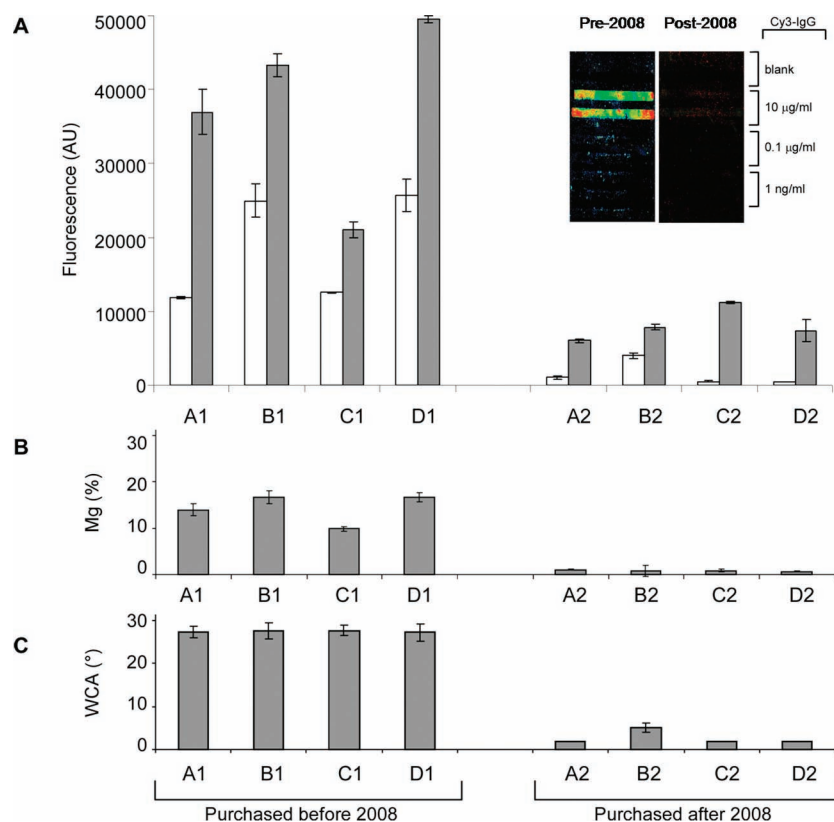 A
Fluorescence (AU)
50000
40000
30000
20000
10000
0
Pre-2008 Post-2008 Cy3-IgG
blank
10 µg/ml
0.1 µg/ml
1 ng/ml
A1 B1 C1 D1 A2 B2 C2 D2
B
Mg (%)
30
20
10
0
A1 B1 C1 D1 A2 B2 C2 D2
C
WCA (°)
30
20
10
0
A1 B1 C1 D1 A2 B2 C2 D2
Purchased before 2008 Purchased after 2008